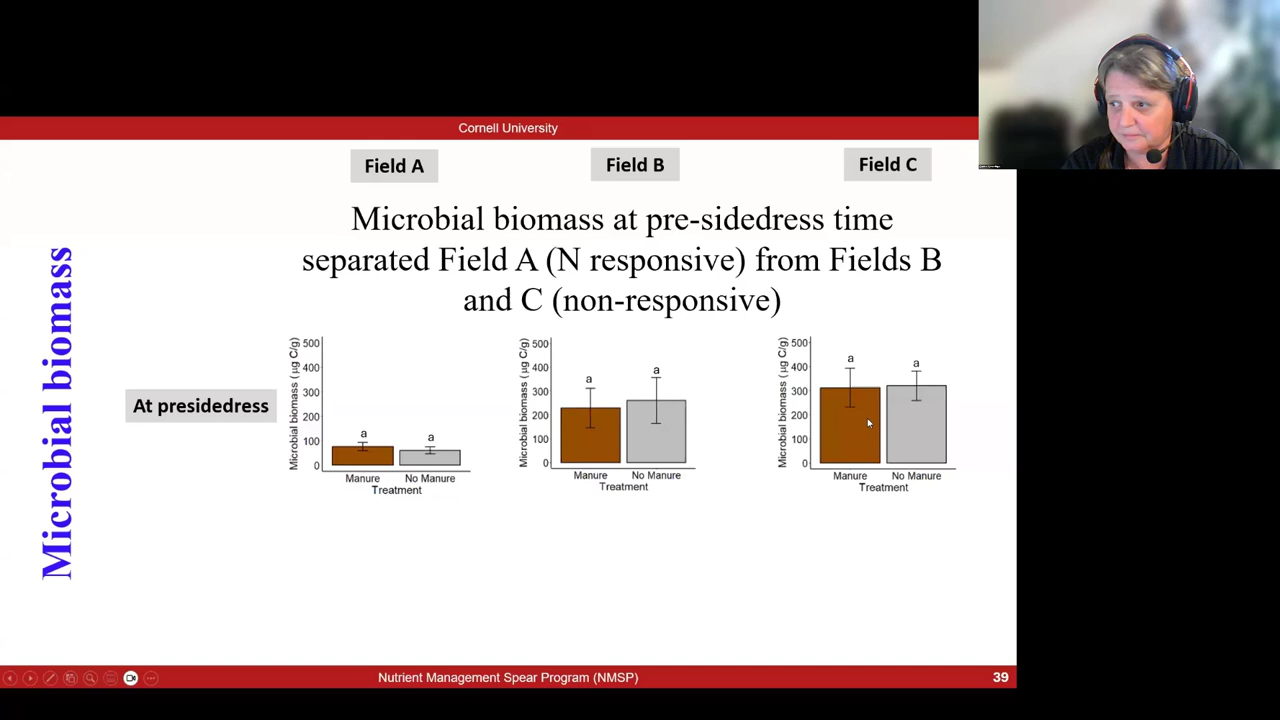 Cornell University
Field A
Field B
Field C
Microbial biomass at pre-sidedress time
separated Field A (N responsive) from Fields B
and C (non-responsive)
Microbial biomass
At presidedress
Microbial biomass (µg C/g)
500
400
300
200
100
0
a
a
Manure
No Manure
Treatment
Microbial biomass (µg C/g)
500
400
300
200
100
0
a
a
Manure
No Manure
Treatment
Microbial biomass (µg C/g)
500
400
300
200
100
0
a
a
Manure
No Manure
Treatment
Nutrient Management Spear Program (NMSP)
39